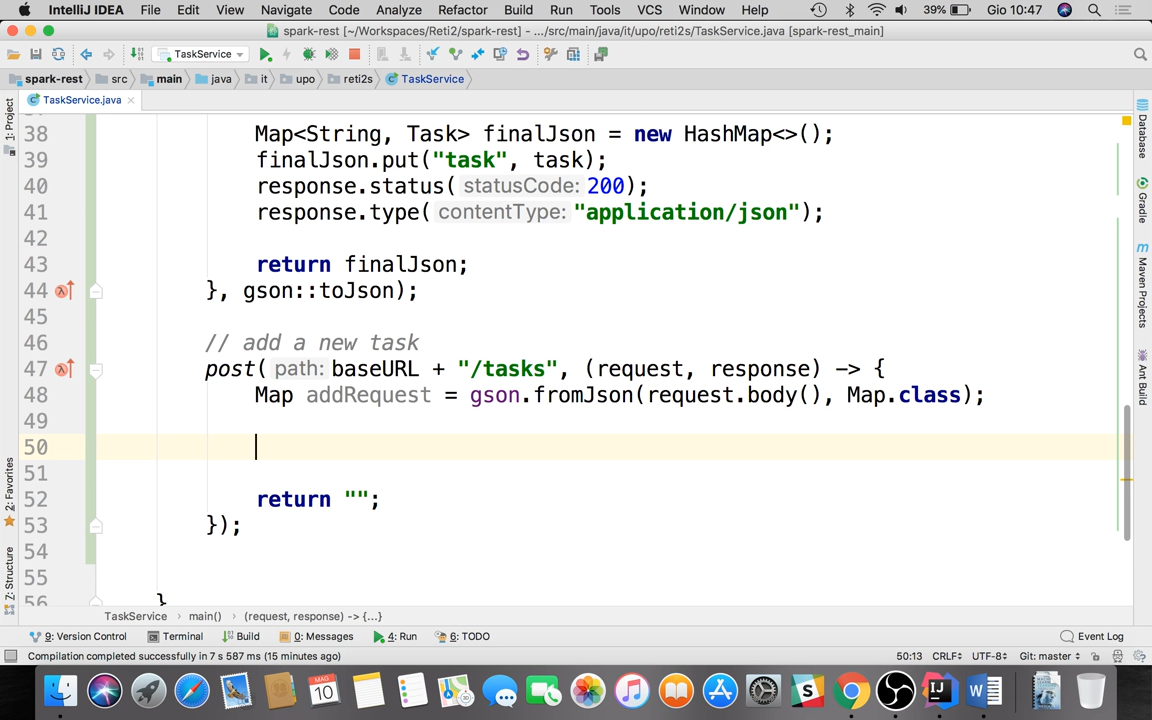 IntelliJ IDEA File Edit View Navigate Code Analyze Refactor Build Run Tools VCS Window Help 39% Gio 10:47
spark-rest [~/Workspaces/Reti2/spark-rest] - .../src/main/java/it/upo/reti2s/TaskService.java [spark-rest_main]
TaskService
spark-rest src main java it upo reti2s TaskService
TaskService.java
1: Project
2: Favorites
7: Structure
38 Map<String, Task> finalJson = new HashMap<>();
39 finalJson.put("task", task);
40 response.status( statusCode: 200);
41 response.type( contentType: "application/json");
42
43 return finalJson;
44 }, gson::toJson);
45
46 // add a new task
47 post( path: baseURL + "/tasks", (request, response) -> {
48 Map addRequest = gson.fromJson(request.body(), Map.class);
49
50
51
52 return "";
53 });
54
55
56 }
Database
Gradle
m Maven Projects
Ant Build
TaskService main() (request, response) -> {...}
9: Version Control Terminal Build 0: Messages 4: Run 6: TODO Event Log
Compilation completed successfully in 7 s 587 ms (15 minutes ago) 50:13 CRLF UTF-8 Git: master
MAG
10
S
IJ
W